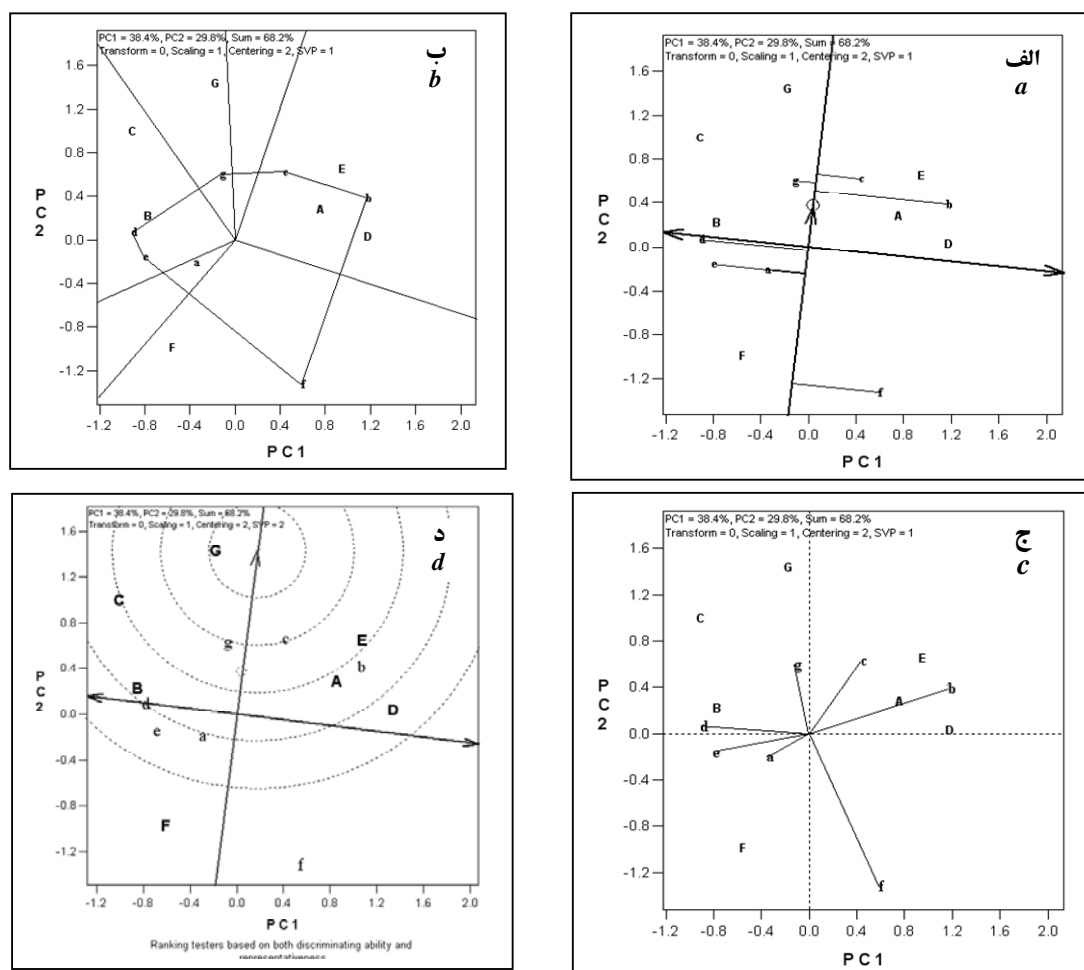 PC1 = 38.4%, PC2 = 29.8%, Sum = 68.2%
Transform = 0, Scaling = 1, Centering = 2, SVP = 1
الف
a
G
C
E
g
c
b
A
B
D
d
e
a
F
f
1.6
1.2
0.8
0.4
0.0
-0.4
-0.8
-1.2
P
C
2
-1.2 -0.8 -0.4 0.0 0.4 0.8 1.2 1.6 2.0
P C 1
PC1 = 38.4%, PC2 = 29.8%, Sum = 68.2%
Transform = 0, Scaling = 1, Centering = 2, SVP = 1
ب
b
G
C
E
g
c
b
A
B
D
d
e
a
F
f
1.6
1.2
0.8
0.4
0.0
-0.4
-0.8
-1.2
P
C
2
-1.2 -0.8 -0.4 0.0 0.4 0.8 1.2 1.6 2.0
P C 1
PC1 = 38.4%, PC2 = 29.8%, Sum = 68.2%
Transform = 0, Scaling = 1, Centering = 2, SVP = 1
ج
c
G
C
E
g
c
b
A
B
D
d
e
a
F
f
1.6
1.2
0.8
0.4
0.0
-0.4
-0.8
-1.2
P
C
2
-1.2 -0.8 -0.4 0.0 0.4 0.8 1.2 1.6 2.0
P C 1
PC1 = 38.4%, PC2 = 29.8%, Sum = 68.2%
Transform = 0, Scaling = 1, Centering = 2, SVP = 2
د
d
G
C
E
g
c
b
A
B
D
d
e
a
F
f
1.6
1.2
0.8
0.4
0.0
-0.4
-0.8
-1.2
P
C
2
-1.2 -0.8 -0.4 0.0 0.4 0.8 1.2 1.6 2.0
P C 1
Ranking testers based on both discriminating ability and
representativeness